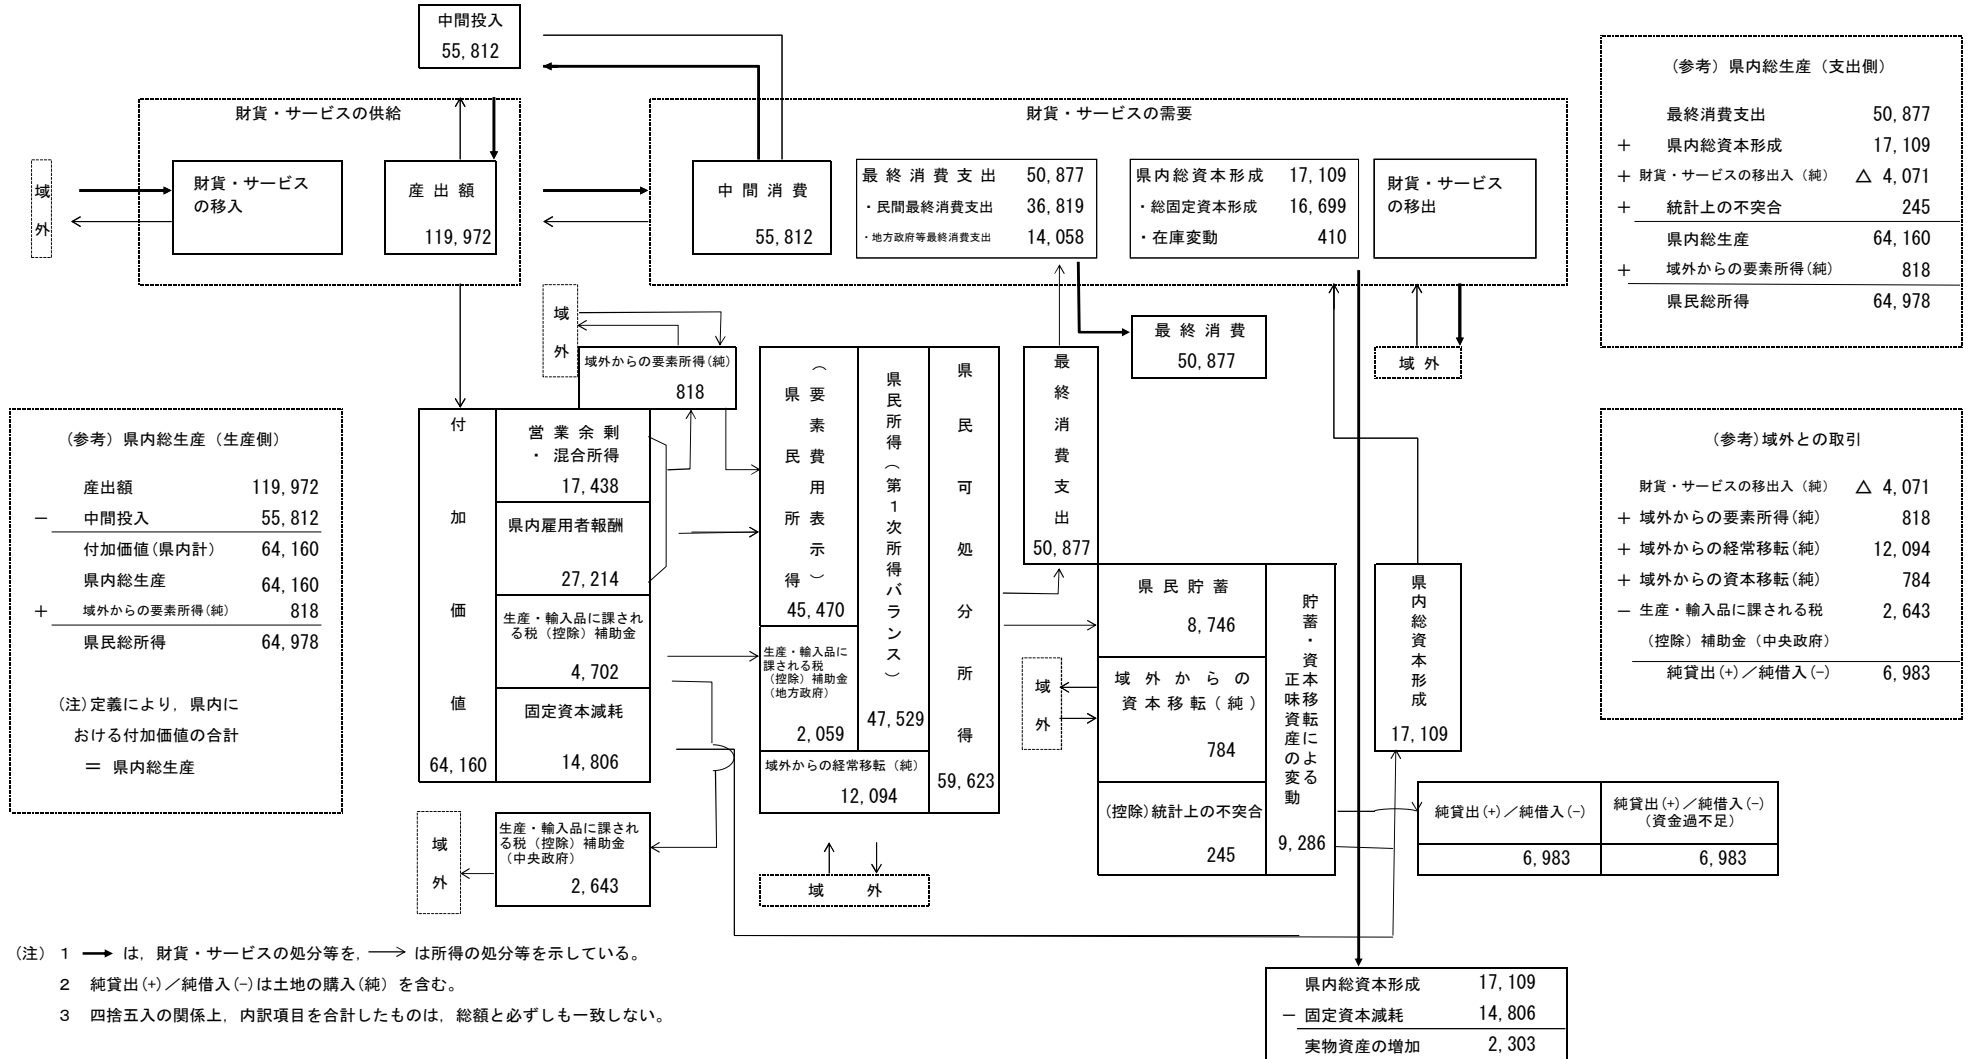 中間投入
55,812
財貨・サービスの供給
財貨・サービスの需要
域
外
財貨・サービス
の移入
産出額
119,972
中間消費
55,812
最終消費支出 50,877
・民間最終消費支出 36,819
・地方政府等最終消費支出 14,058
県内総資本形成 17,109
・総固定資本形成 16,699
・在庫変動 410
財貨・サービス
の移出
(参考) 県内総生産（支出側）
最終消費支出 50,877
＋ 県内総資本形成 17,109
＋ 財貨・サービスの移出入（純） △ 4,071
＋ 統計上の不突合 245
県内総生産 64,160
＋ 域外からの要素所得(純) 818
県民総所得 64,978
域
外
域外からの要素所得(純)
818
最終消費
50,877
域外
(参考) 県内総生産（生産側）
産出額 119,972
－ 中間投入 55,812
付加価値(県内計) 64,160
県内総生産 64,160
＋ 域外からの要素所得(純) 818
県民総所得 64,978
(注)定義により，県内に
おける付加価値の合計
＝ 県内総生産
付加価値
64,160
営業余剰
・ 混合所得
17,438
県内雇用者報酬
27,214
生産・輸入品に課され
る税（控除）補助金
4,702
固定資本減耗
14,806
県民所得
（要素費用表示）
45,470
生産・輸入品に
課される税
（控除）補助金
(地方政府)
2,059
県民所得（第１次所得バランス）
47,529
域外からの経常移転（純）
12,094
県民可処分所得
59,623
域 外
最終消費支出
50,877
県民貯蓄
8,746
域
外
域外からの
資本移転(純)
784
(控除)統計上の不突合
245
貯蓄・資本移転による
正味資産の変動
9,286
県内総資本形成
17,109
(参考)域外との取引
財貨・サービスの移出入（純） △ 4,071
＋ 域外からの要素所得(純) 818
＋ 域外からの経常移転(純) 12,094
＋ 域外からの資本移転(純) 784
－ 生産・輸入品に課される税 2,643
（控除）補助金（中央政府）
純貸出(+)／純借入(-) 6,983
純貸出(+)／純借入(-)
6,983
純貸出(+)／純借入(-)
（資金過不足）
6,983
域
外
生産・輸入品に課され
る税（控除）補助金
（中央政府）
2,643
(注) 1 → は，財貨・サービスの処分等を，→ は所得の処分等を示している。
2 純貸出(+)／純借入(-)は土地の購入(純) を含む。
3 四捨五入の関係上，内訳項目を合計したものは，総額と必ずしも一致しない。
県内総資本形成 17,109
－ 固定資本減耗 14,806
実物資産の増加 2,303